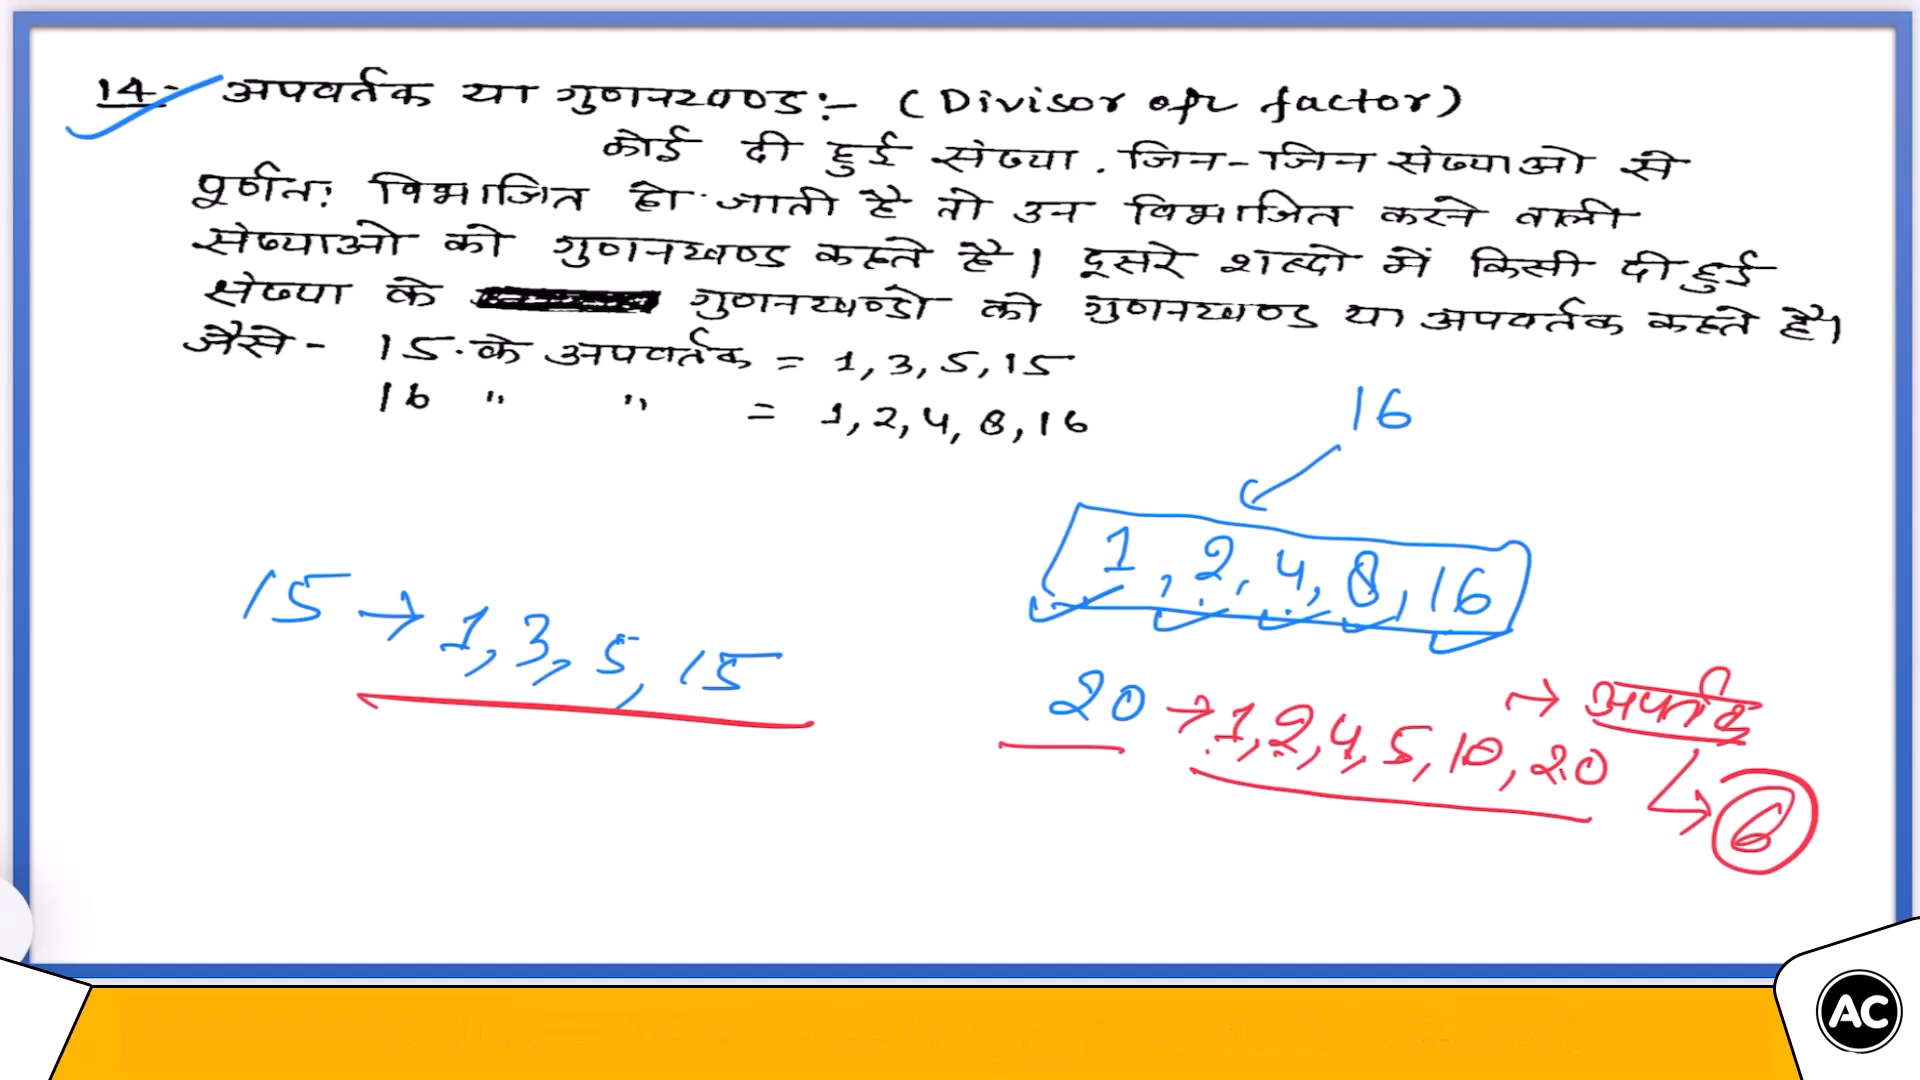 14:- अपवर्तक या गुणनखण्ड:- (Divisor or factor)
कोई दी हुई संख्या . जिन-जिन संख्याओ से
पूर्णत: विभाजित हो जाती है तो उन विभाजित करने वाली
संख्याओ को गुणनखण्ड कहते है। दूसरे शब्दो में किसी दी हुई
संख्या के गुणनखण्डो को गुणनखण्ड या अपवर्तक कहते है।
जैसे - 15 के अपवर्तक = 1, 3, 5, 15
16 " " = 1, 2, 4, 8, 16
16
1, 2, 4, 8, 16
15 → 1, 3, 5, 15
20 → 1, 2, 4, 5, 10, 20 → अपर्तक
6
AC